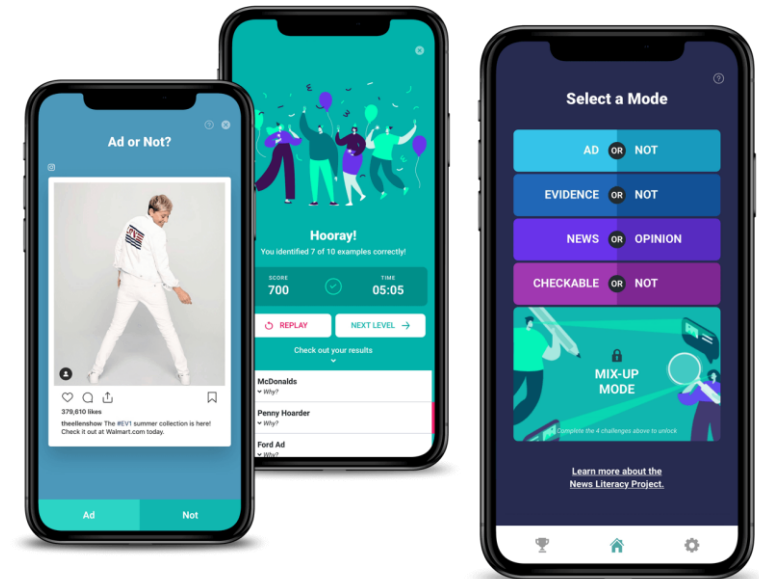 Ad or Not?
379,610 likes
theellenshow The #EV1 summer collection is here!
Check it out at Walmart.com today.
Ad
Not
Hooray!
You identified 7 of 10 examples correctly!
SCORE
700
TIME
05:05
REPLAY
NEXT LEVEL
Check out your results
McDonalds
Why?
Penny Hoarder
Why?
Ford Ad
Why?
Select a Mode
AD OR NOT
EVIDENCE OR NOT
NEWS OR OPINION
CHECKABLE OR NOT
MIX-UP
MODE
Complete the 4 challenges above to unlock
Learn more about the
News Literacy Project.